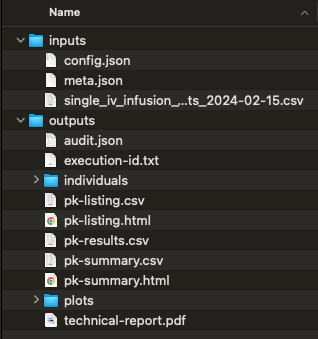 Name
inputs
config.json
meta.json
single_iv_infusion_...ts_2024-02-15.csv
outputs
audit.json
execution-id.txt
individuals
pk-listing.csv
pk-listing.html
pk-results.csv
pk-summary.csv
pk-summary.html
plots
technical-report.pdf